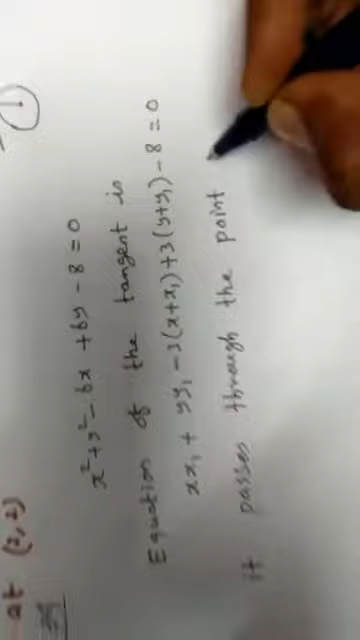 at (2,2)
x²+y²-6x+6y-8=0
Equation of the tangent is
xx₁+yy₁-3(x+x₁)+3(y+y₁)-8=0
it passes through the point
1